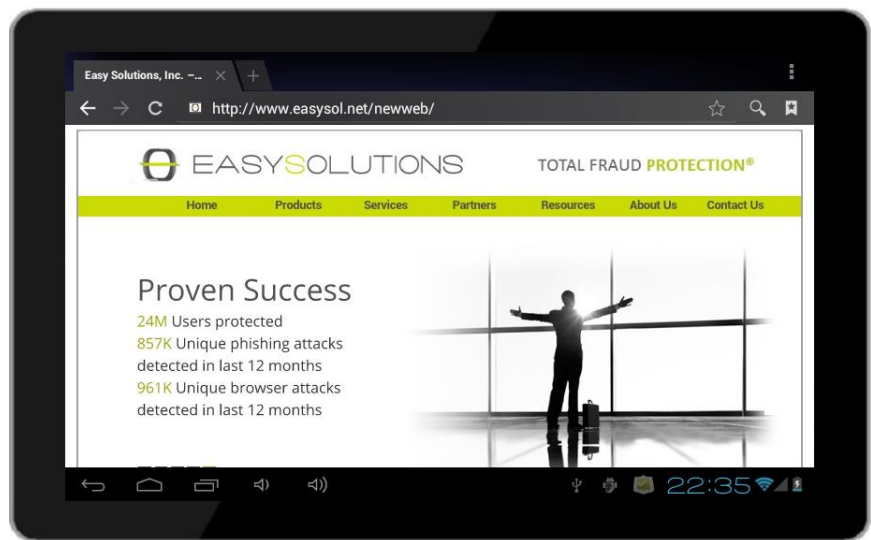 Easy Solutions, Inc. –...
http://www.easysol.net/newweb/
EASYSOLUTIONS
TOTAL FRAUD PROTECTION®
Home Products Services Partners Resources About Us Contact Us
Proven Success
24M Users protected
857K Unique phishing attacks
detected in last 12 months
961K Unique browser attacks
detected in last 12 months
22:35